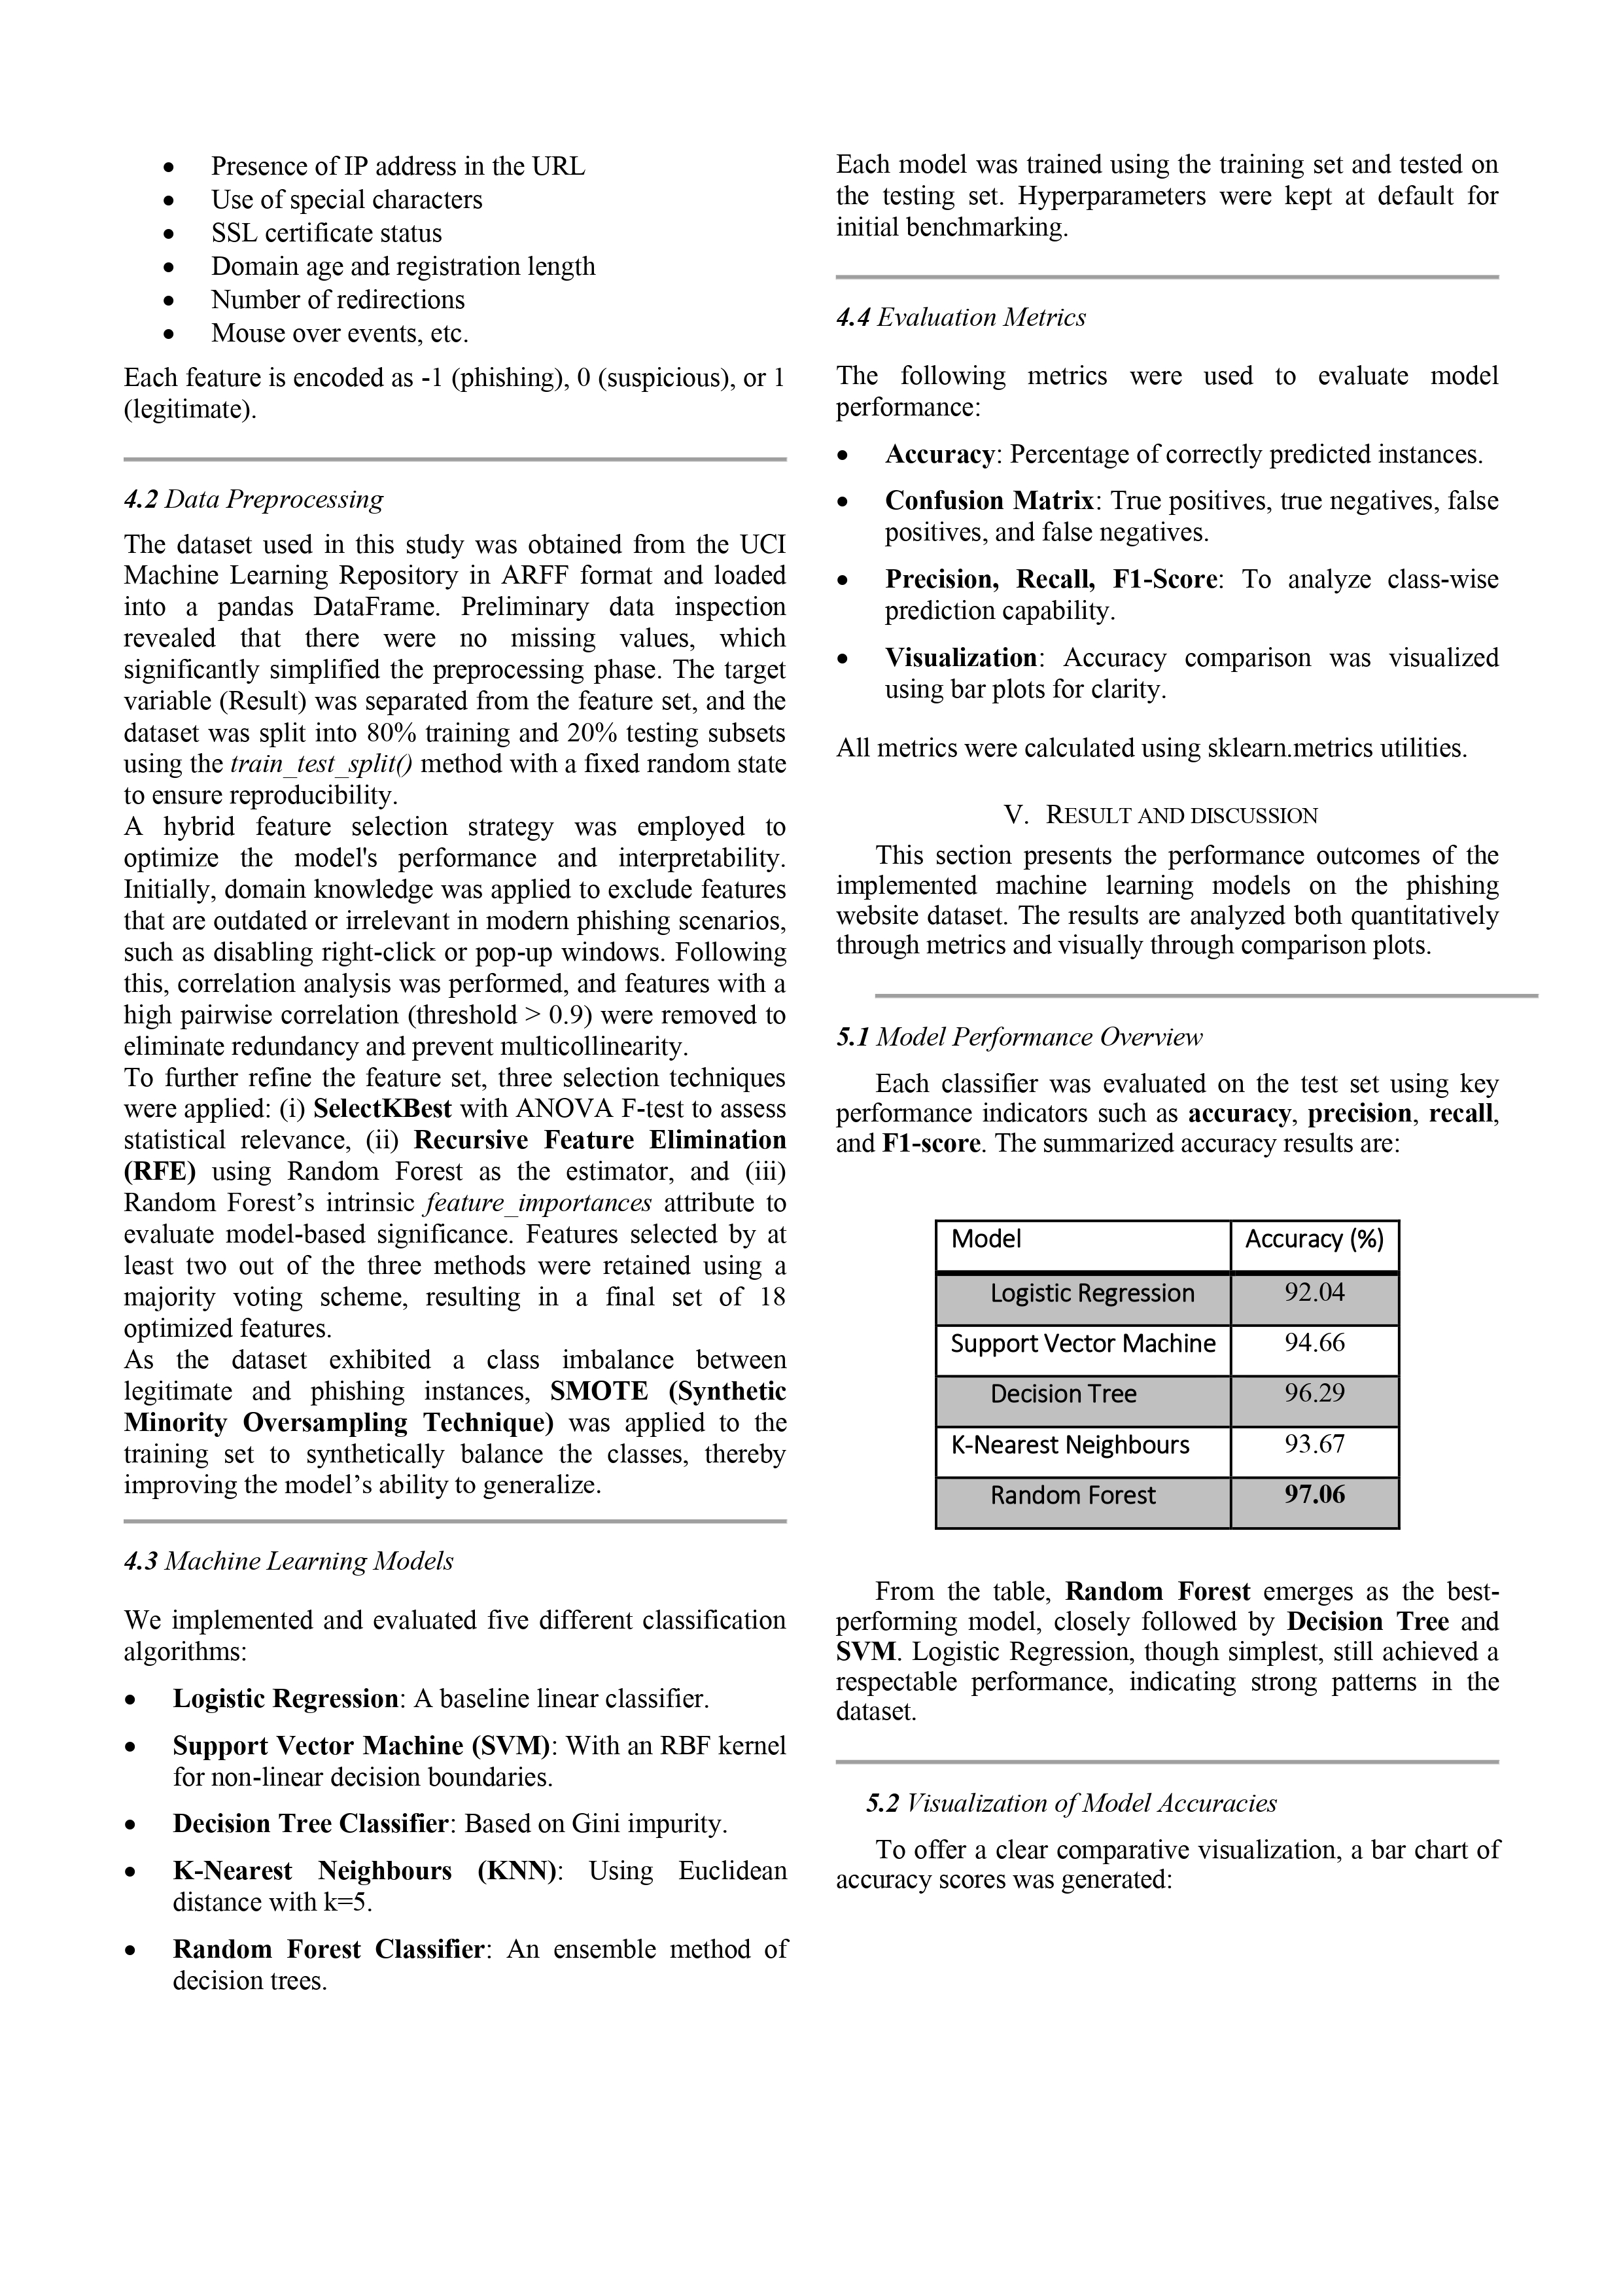 • Presence of IP address in the URL
• Use of special characters
• SSL certificate status
• Domain age and registration length
• Number of redirections
• Mouse over events, etc.
Each feature is encoded as -1 (phishing), 0 (suspicious), or 1
(legitimate).
4.2 Data Preprocessing
The dataset used in this study was obtained from the UCI
Machine Learning Repository in ARFF format and loaded
into a pandas DataFrame. Preliminary data inspection
revealed that there were no missing values, which
significantly simplified the preprocessing phase. The target
variable (Result) was separated from the feature set, and the
dataset was split into 80% training and 20% testing subsets
using the train_test_split() method with a fixed random state
to ensure reproducibility.
A hybrid feature selection strategy was employed to
optimize the model's performance and interpretability.
Initially, domain knowledge was applied to exclude features
that are outdated or irrelevant in modern phishing scenarios,
such as disabling right-click or pop-up windows. Following
this, correlation analysis was performed, and features with a
high pairwise correlation (threshold > 0.9) were removed to
eliminate redundancy and prevent multicollinearity.
To further refine the feature set, three selection techniques
were applied: (i) SelectKBest with ANOVA F-test to assess
statistical relevance, (ii) Recursive Feature Elimination
(RFE) using Random Forest as the estimator, and (iii)
Random Forest’s intrinsic feature_importances attribute to
evaluate model-based significance. Features selected by at
least two out of the three methods were retained using a
majority voting scheme, resulting in a final set of 18
optimized features.
As the dataset exhibited a class imbalance between
legitimate and phishing instances, SMOTE (Synthetic
Minority Oversampling Technique) was applied to the
training set to synthetically balance the classes, thereby
improving the model’s ability to generalize.
4.3 Machine Learning Models
We implemented and evaluated five different classification
algorithms:
• Logistic Regression: A baseline linear classifier.
• Support Vector Machine (SVM): With an RBF kernel
for non-linear decision boundaries.
• Decision Tree Classifier: Based on Gini impurity.
• K-Nearest Neighbours (KNN): Using Euclidean
distance with k=5.
• Random Forest Classifier: An ensemble method of
decision trees.
Each model was trained using the training set and tested on
the testing set. Hyperparameters were kept at default for
initial benchmarking.
4.4 Evaluation Metrics
The following metrics were used to evaluate model
performance:
• Accuracy: Percentage of correctly predicted instances.
• Confusion Matrix: True positives, true negatives, false
positives, and false negatives.
• Precision, Recall, F1-Score: To analyze class-wise
prediction capability.
• Visualization: Accuracy comparison was visualized
using bar plots for clarity.
All metrics were calculated using sklearn.metrics utilities.
V. RESULT AND DISCUSSION
This section presents the performance outcomes of the
implemented machine learning models on the phishing
website dataset. The results are analyzed both quantitatively
through metrics and visually through comparison plots.
5.1 Model Performance Overview
Each classifier was evaluated on the test set using key
performance indicators such as accuracy, precision, recall,
and F1-score. The summarized accuracy results are:
Model Accuracy (%)
Logistic Regression 92.04
Support Vector Machine 94.66
Decision Tree 96.29
K-Nearest Neighbours 93.67
Random Forest 97.06
From the table, Random Forest emerges as the best-
performing model, closely followed by Decision Tree and
SVM. Logistic Regression, though simplest, still achieved a
respectable performance, indicating strong patterns in the
dataset.
5.2 Visualization of Model Accuracies
To offer a clear comparative visualization, a bar chart of
accuracy scores was generated: